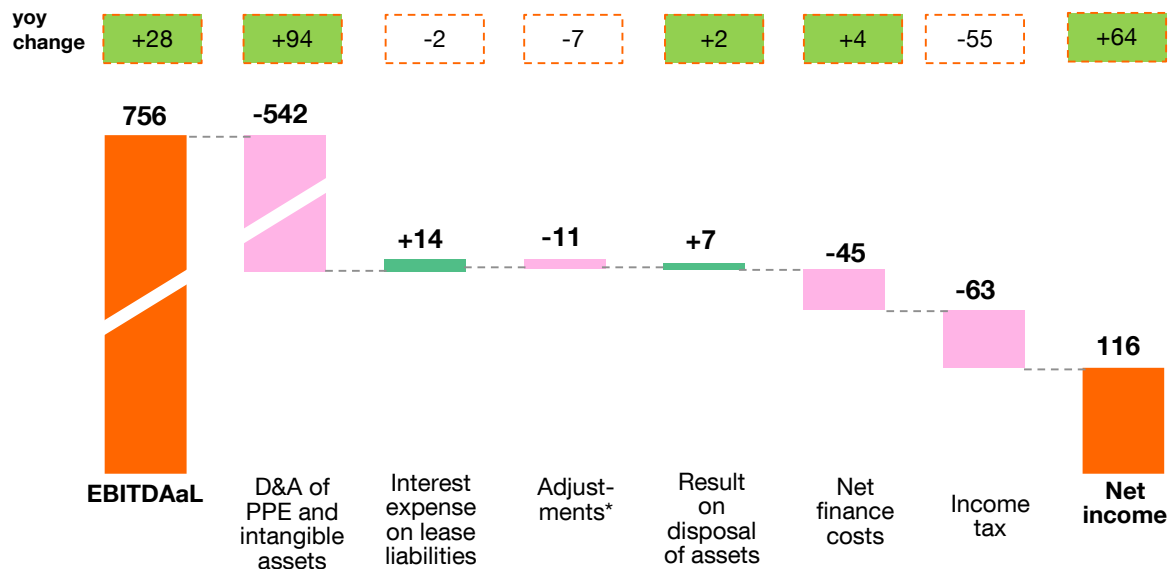 yoy
change
+28
+94
-2
-7
+2
+4
-55
+64
756
-542
+14
-11
+7
-45
-63
116
EBITDAaL
D&A of
PPE and
intangible
assets
Interest
expense
on lease
liabilities
Adjust-
ments*
Result
on
disposal
of assets
Net
finance
costs
Income
tax
Net
income